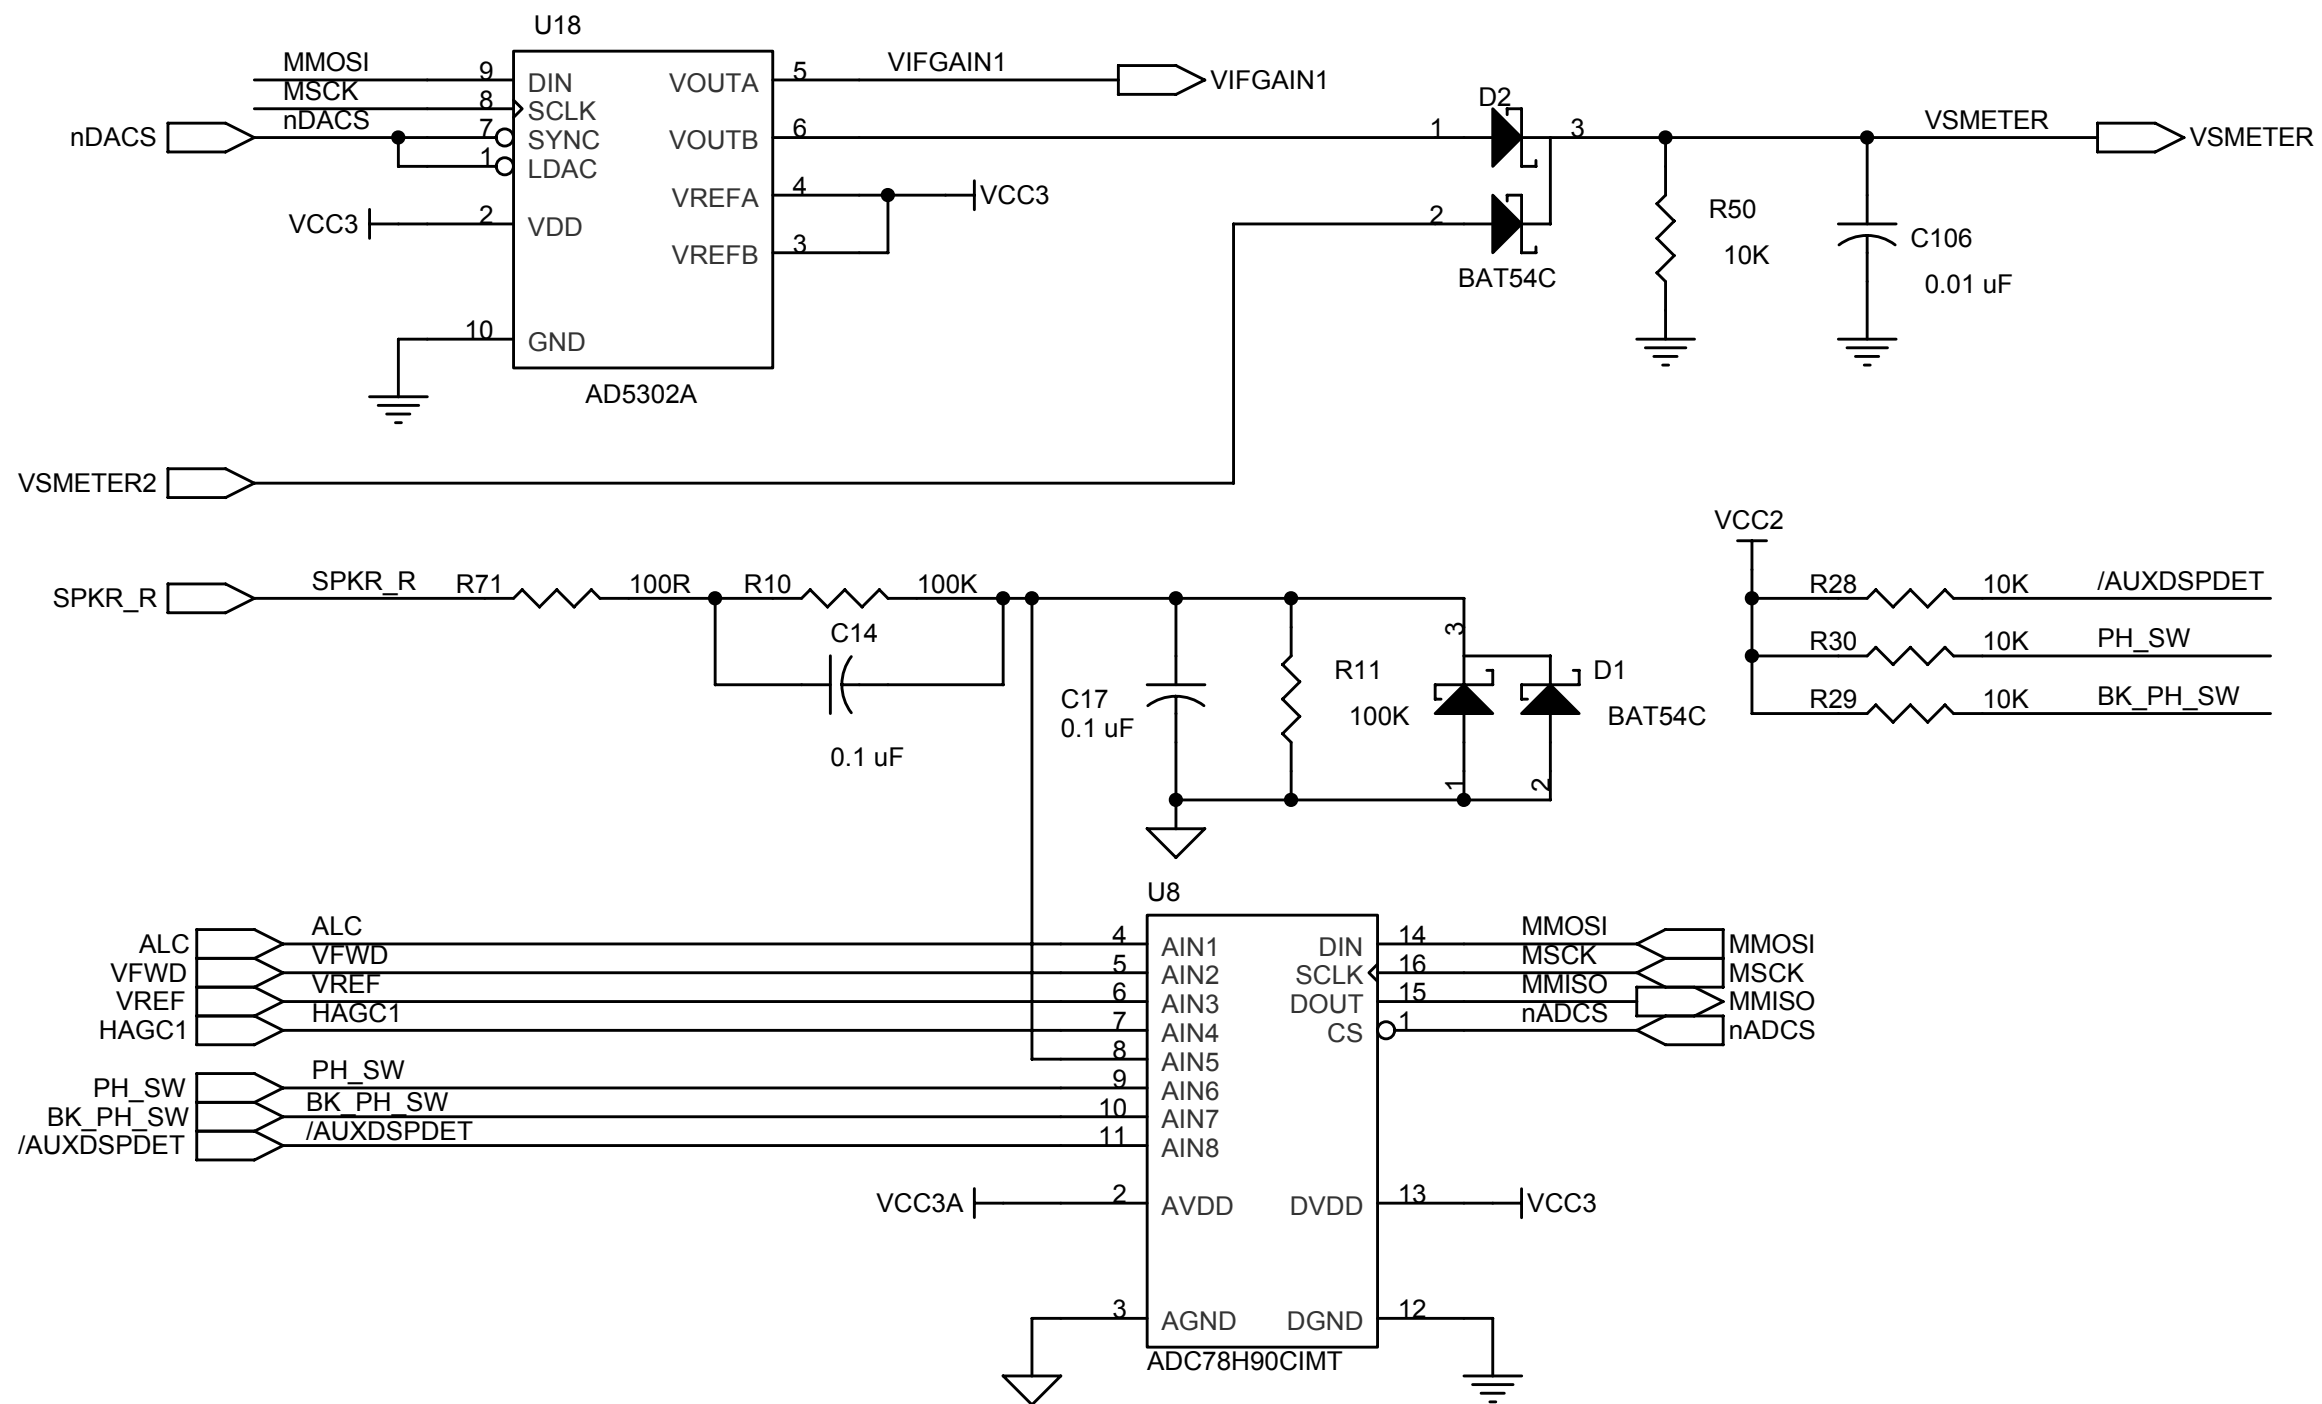 U18
MMOSI 9 DIN VOUTA 5 VIFGAIN1 VIFGAIN1
MSCK 8 SCLK
nDACS nDACS 7 SYNC VOUTB 6 1 D2 3 VSMETER VSMETER
1 LDAC
VREFA 4 VCC3
VCC3 2 VDD 2 R50 C106
VREFB 3 BAT54C 10K 0.01 uF
10 GND
AD5302A
VSMETER2
VCC2
SPKR_R SPKR_R R71 100R R10 100K R28 10K /AUXDSPDET
C14 3 R30 10K PH_SW
C17 R11 D1 R29 10K BK_PH_SW
0.1 uF 100K BAT54C
0.1 uF
1 2
U8
ALC ALC 4 AIN1 DIN 14 MMOSI MMOSI
VFWD VFWD 5 AIN2 SCLK 16 MSCK MSCK
VREF VREF 6 AIN3 DOUT 15 MMISO MMISO
HAGC1 HAGC1 7 AIN4 CS 1 nADCS nADCS
8 AIN5
PH_SW PH_SW 9 AIN6
BK_PH_SW BK_PH_SW 10 AIN7
/AUXDSPDET /AUXDSPDET 11 AIN8
VCC3A 2 AVDD DVDD 13 VCC3
3 AGND DGND 12
ADC78H90CIMT